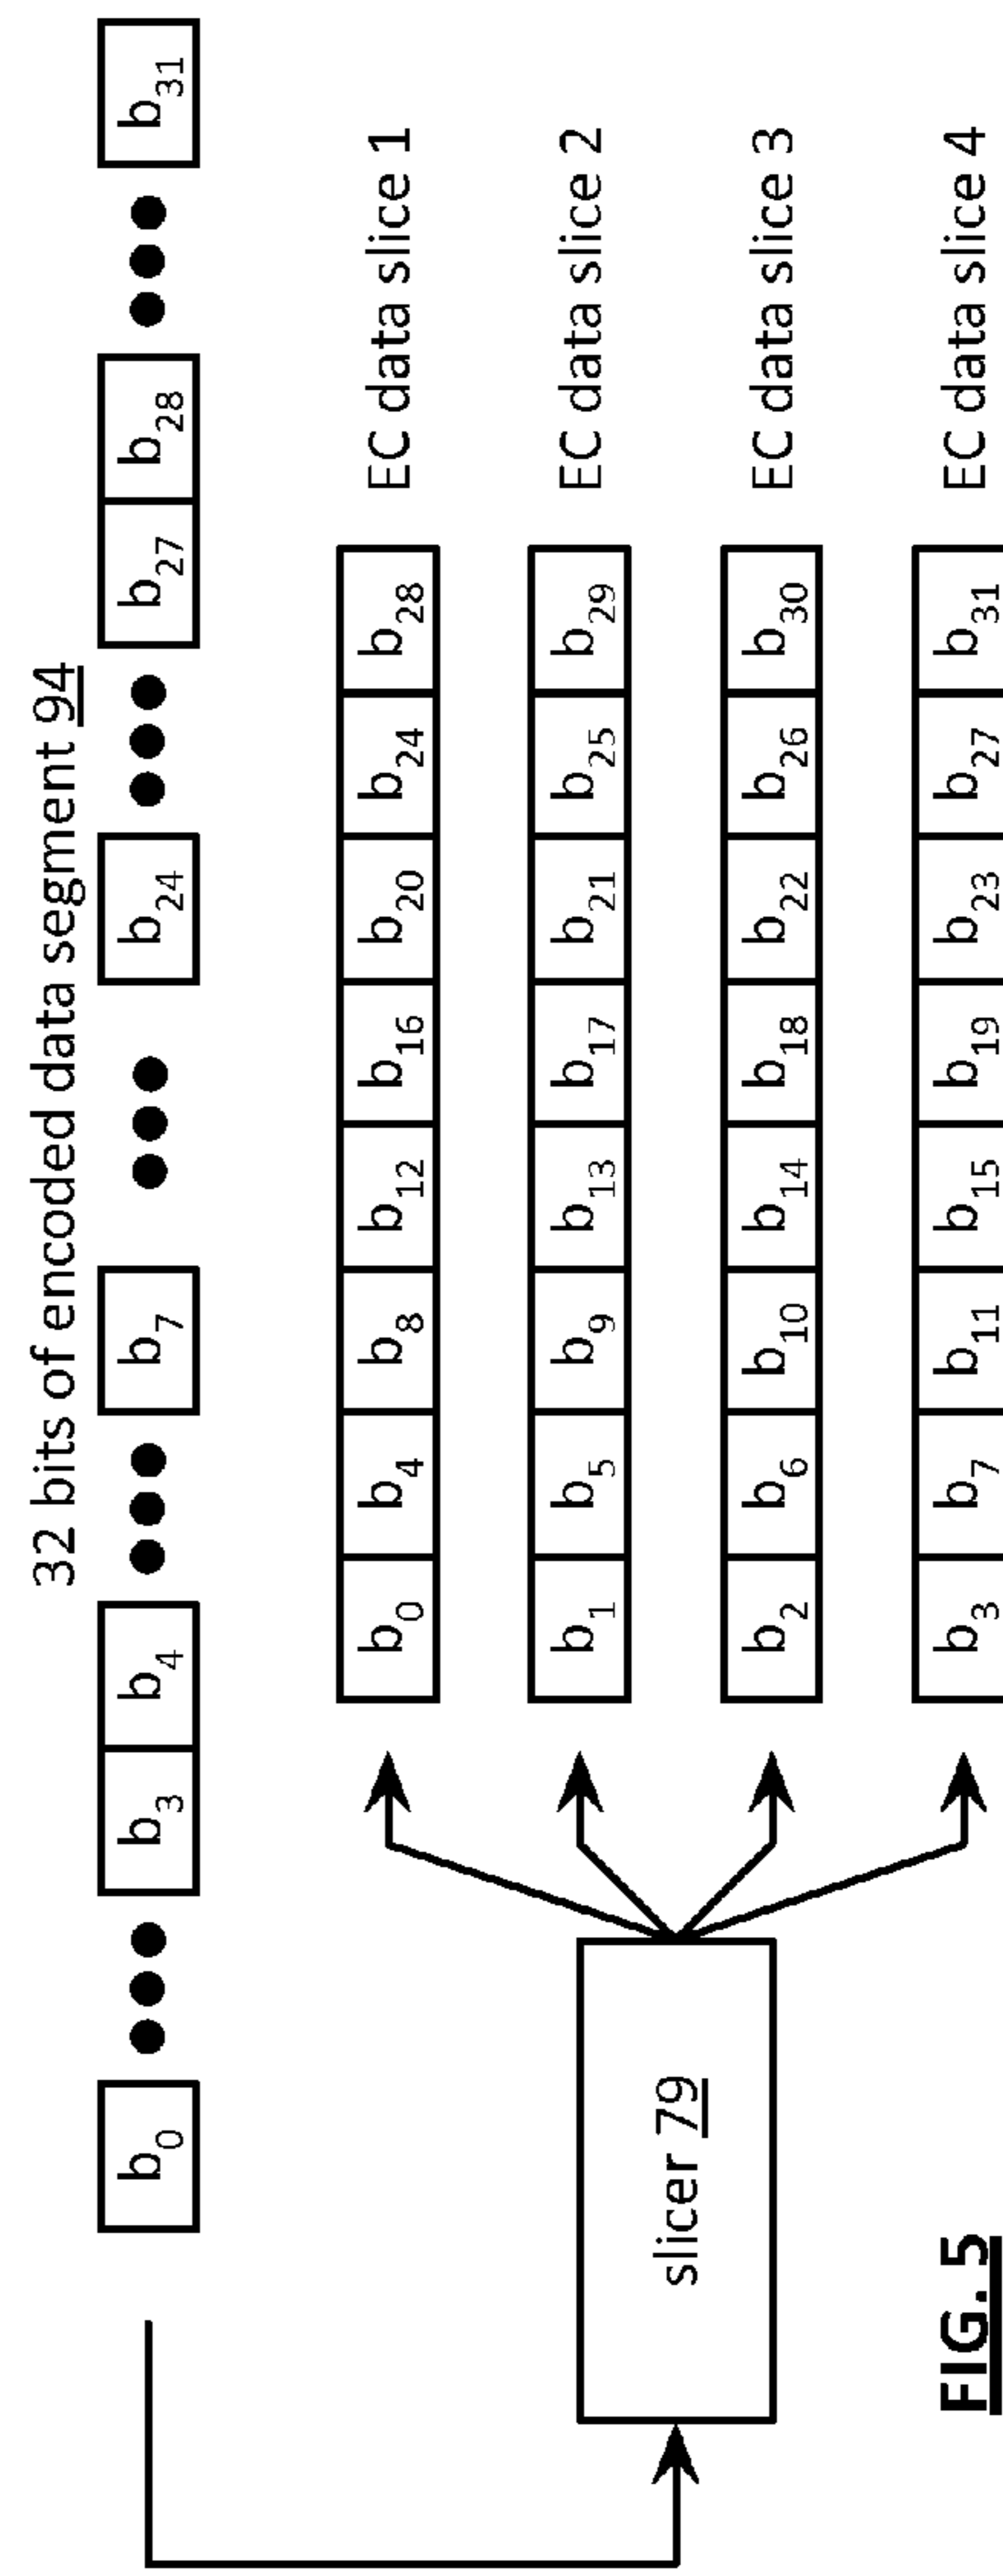 32 bits of encoded data segment 94
b0 b3 b4 b7 b24 b27 b28 b31
b0 b4 b8 b12 b16 b20 b24 b28 EC data slice 1
b1 b5 b9 b13 b17 b21 b25 b29 EC data slice 2
slicer 79
b2 b6 b10 b14 b18 b22 b26 b30 EC data slice 3
b3 b7 b11 b15 b19 b23 b27 b31 EC data slice 4
FIG. 5